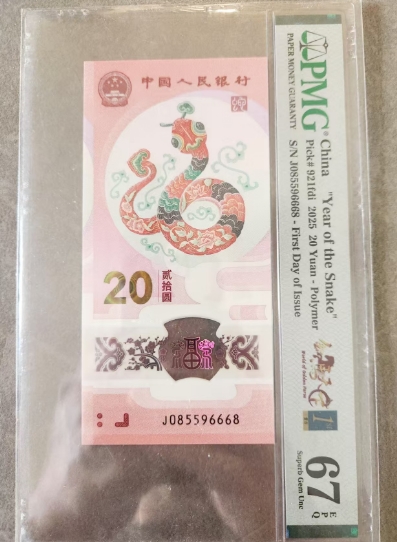 中国人民银行
20
贰拾圆
福
J085596668
PMG
PAPER MONEY GUARANTY
China "Year of the Snake"
Pick# 921fdi 2025 20 Yuan - Polymer
S/N J085596668 - First Day of Issue
67
EPQ
Superb Gem Unc